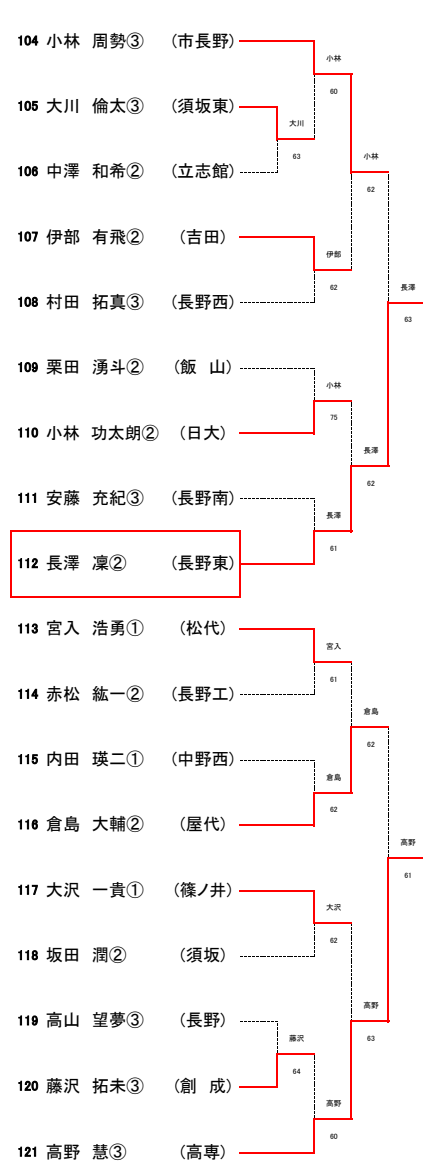 104 小林 周勢③ (市長野)
小林
60
105 大川 倫太③ (須坂東)
大川
63
106 中澤 和希② (立志館)
小林
62
107 伊部 有飛② (吉田)
伊部
62
108 村田 拓真③ (長野西)
長澤
63
109 栗田 湧斗② (飯 山)
小林
75
110 小林 功太朗② (日大)
長澤
62
111 安藤 充紀③ (長野南)
長澤
61
112 長澤 凜② (長野東)
113 宮入 浩勇① (松代)
宮入
61
114 赤松 紘一② (長野工)
倉島
62
115 内田 瑛二① (中野西)
倉島
62
116 倉島 大輔② (屋代)
高野
61
117 大沢 一貴① (篠ノ井)
大沢
62
118 坂田 潤② (須坂)
高野
63
119 高山 望夢③ (長野)
藤沢
64
120 藤沢 拓未③ (創 成)
高野
60
121 高野 慧③ (高専)